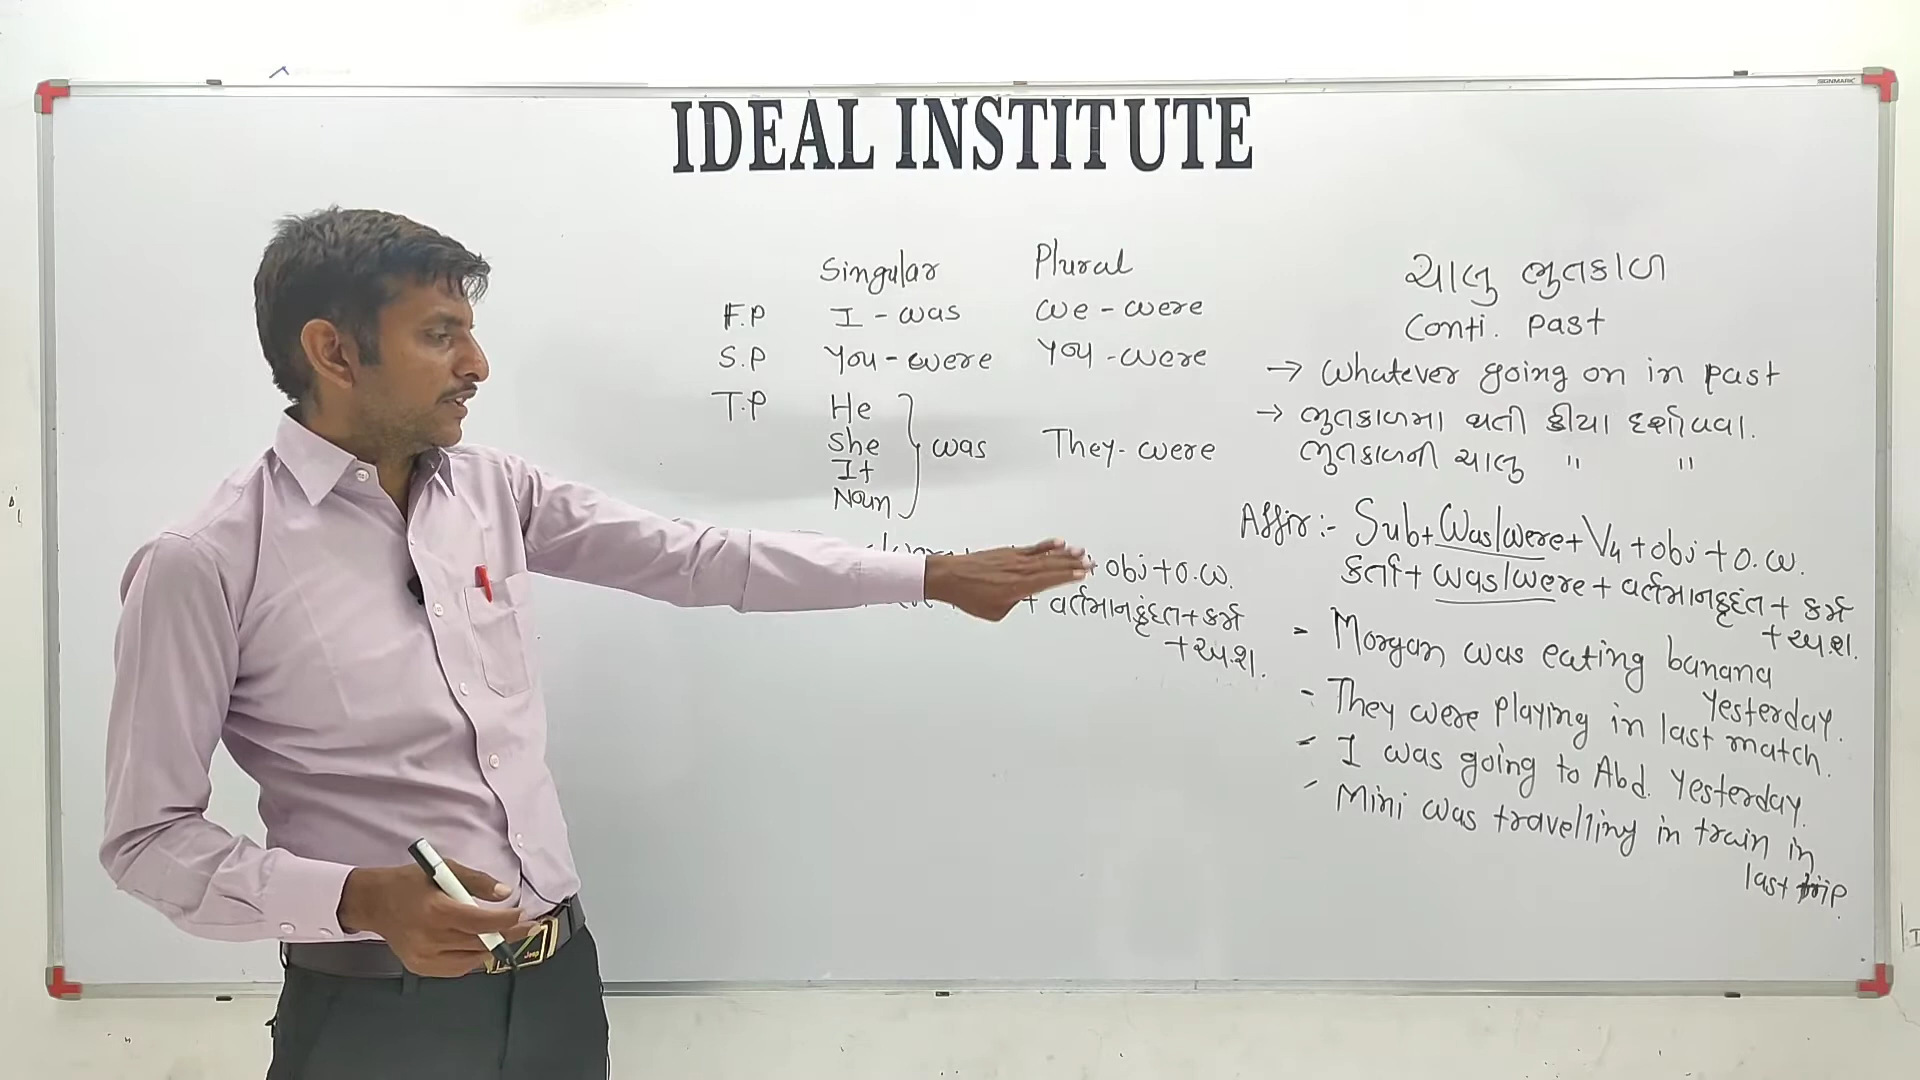 SIGNMARK
IDEAL INSTITUTE
Singular Plural
F.P I - was We - were
S.P You - were You - were
T.P He
She
It
Noun
was They - were
+ obj + O.W.
+ વર્તમાનકૃદંત + કર્મ
+ અ.પ.શ.
ચાલુ ભુતકાળ
Conti. Past
→ Whatever going on in past
→ ભુતકાળમા થતી ક્રીયા દર્શાવવા.
ભુતકાળની ચાલુ " "
Affir :- Sub + Was/were + V4 + obj + O.W.
કર્તા + was/were + વર્તમાનકૃદંત + કર્મ
+ અ.પ.શ.
- Morgan was eating banana
Yesterday.
- They were Playing in last match.
- I was going to Abd. Yesterday.
- Mini was travelling in train in
last trip.
Jeep